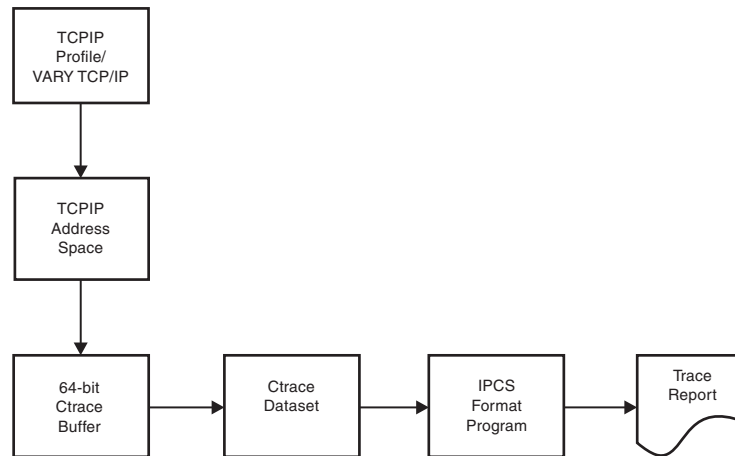 TCPIP
Profile/
VARY TCP/IP
TCPIP
Address
Space
64-bit
Ctrace
Buffer
Ctrace
Dataset
IPCS
Format
Program
Trace
Report